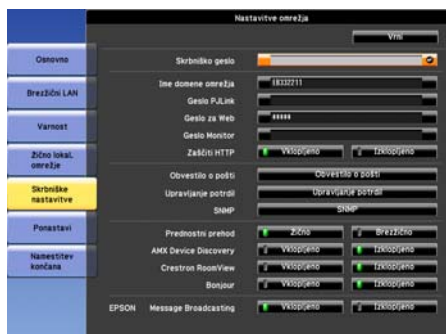 Nastavitve omrežja
Vrni
Osnovno
Brezžični LAN
Varnost
Žično lokal. omrežje
Skrbniške nastavitve
Ponastavi
Namestitev končana
Skrbniško geslo
Ime domene omrežja EB332211
Geslo PJLink
Geslo za Web *****
Geslo Monitor
Zaščiti HTTP Vklopljeno Izklopljeno
Obvestilo o pošti Obvestilo o pošti
Upravljanje potrdil Upravljanje potrdil
SNMP SNMP
Prednostni prehod Žično Brezžično
AMX Device Discovery Vklopljeno Izklopljeno
Crestron RoomView Vklopljeno Izklopljeno
Bonjour Vklopljeno Izklopljeno
EPSON Message Broadcasting Vklopljeno Izklopljeno